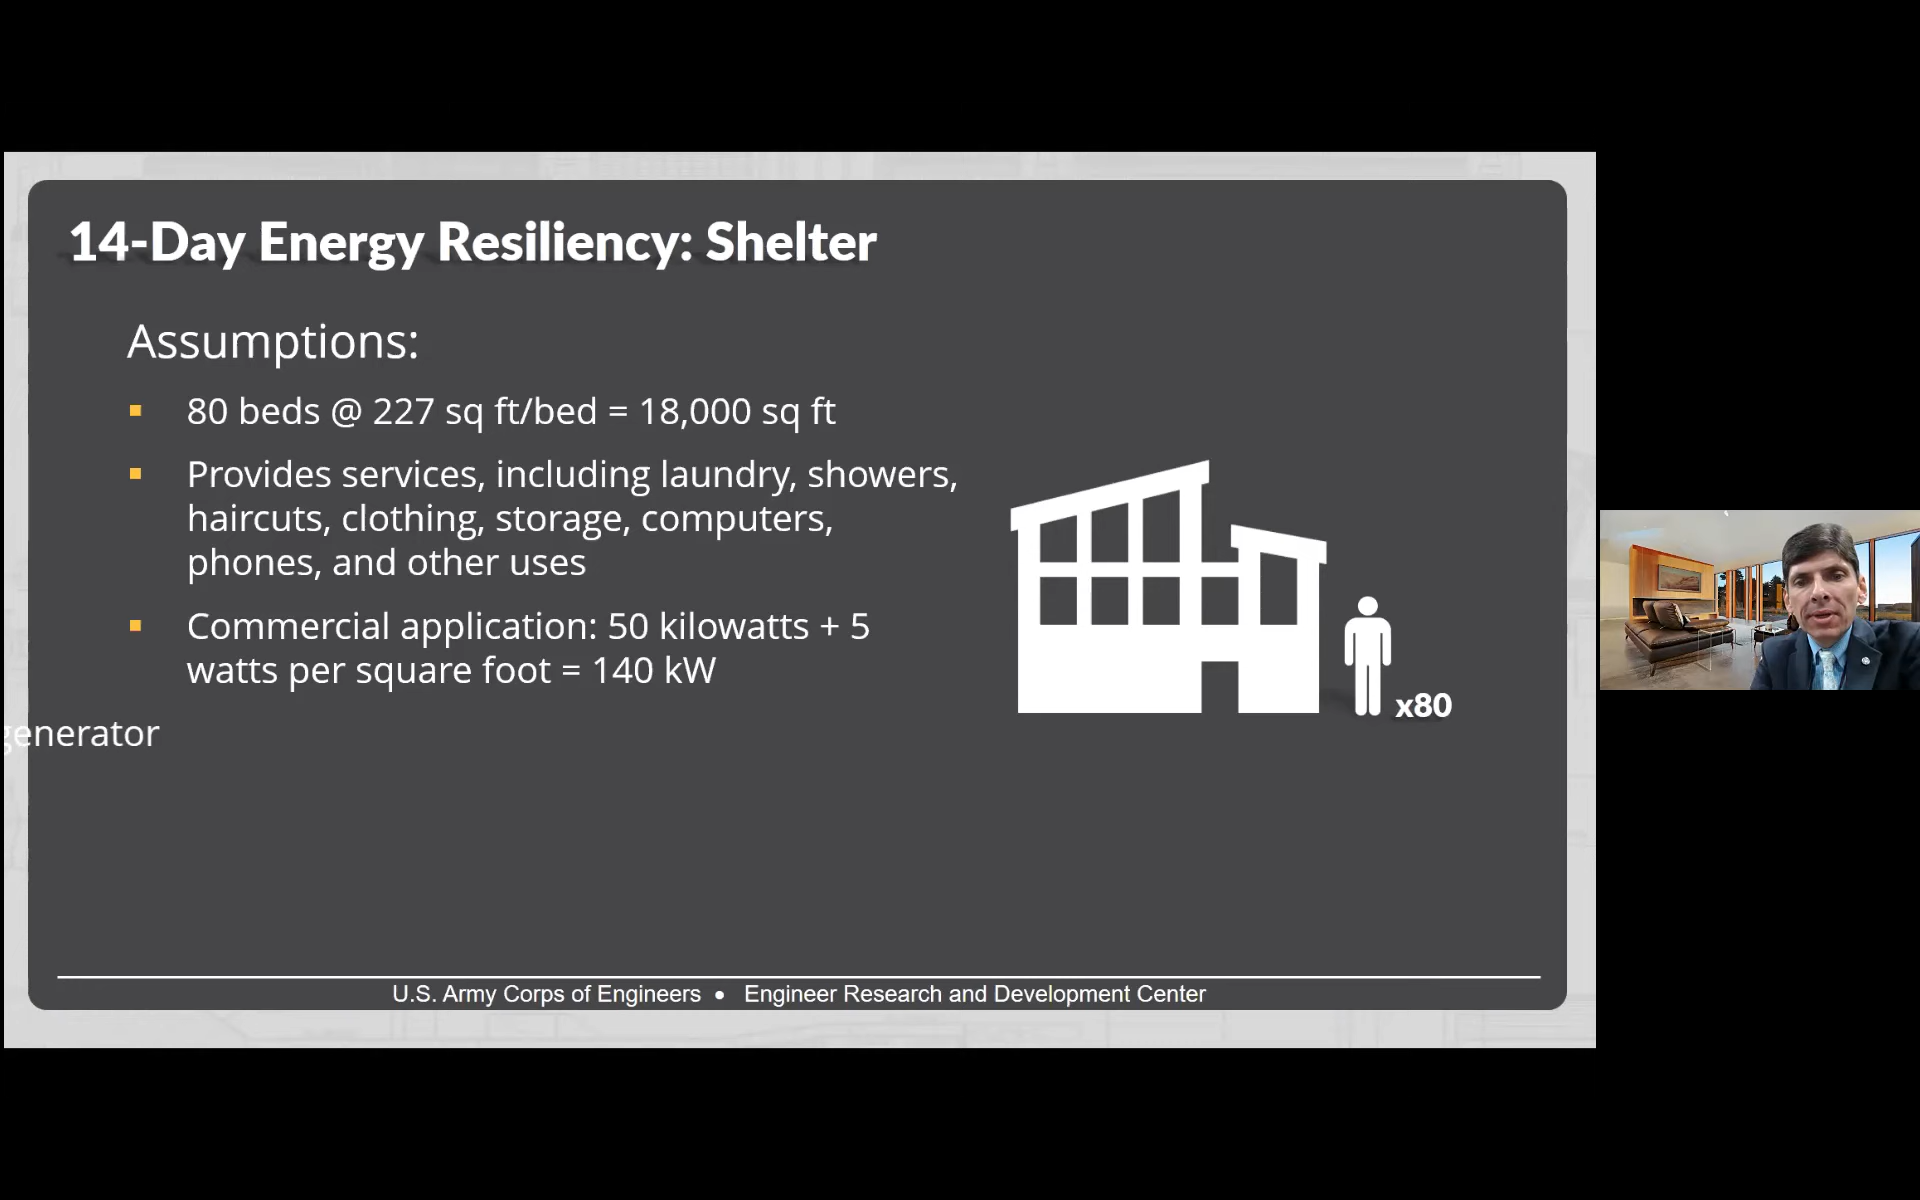 14-Day Energy Resiliency: Shelter
Assumptions:
▪ 80 beds @ 227 sq ft/bed = 18,000 sq ft
▪ Provides services, including laundry, showers,
haircuts, clothing, storage, computers,
phones, and other uses
▪ Commercial application: 50 kilowatts + 5
watts per square foot = 140 kW
generator
x80
U.S. Army Corps of Engineers • Engineer Research and Development Center